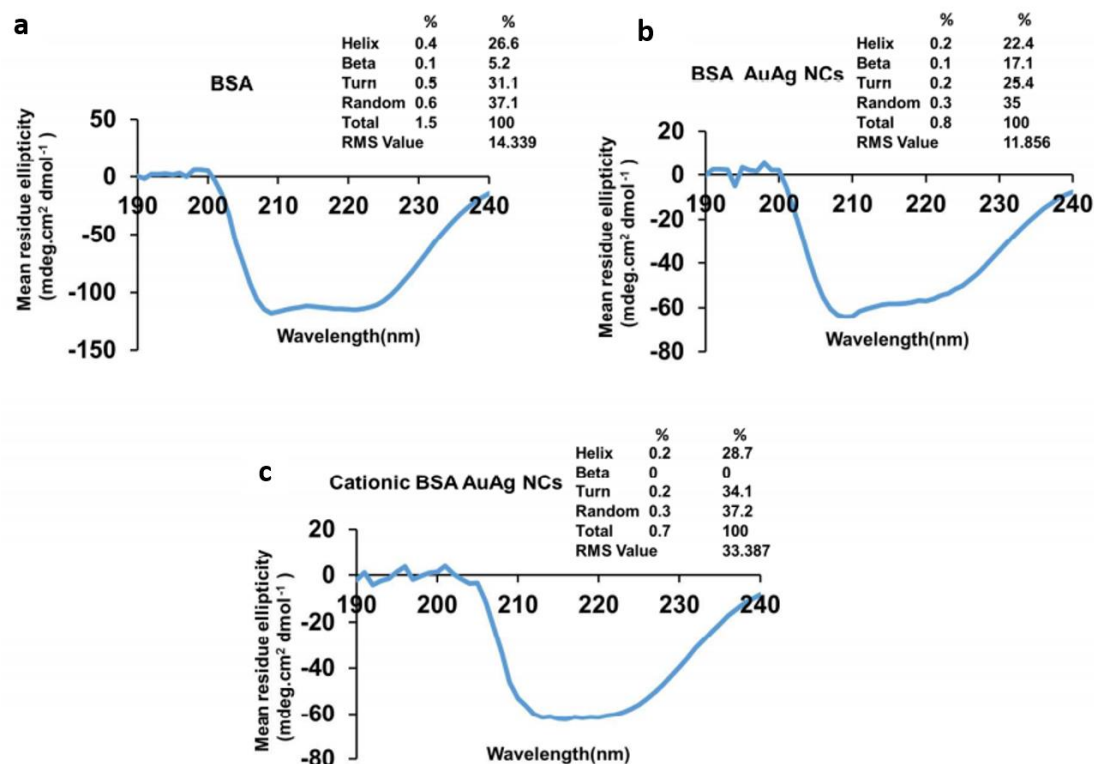 a
BSA
% %
Helix 0.4 26.6
Beta 0.1 5.2
Turn 0.5 31.1
Random 0.6 37.1
Total 1.5 100
RMS Value 14.339
Mean residue ellipticity
(mdeg.cm² dmol⁻¹)
50
0
-50
-100
-150
190 200 210 220 230 240
Wavelength(nm)
b
BSA AuAg NCs
% %
Helix 0.2 22.4
Beta 0.1 17.1
Turn 0.2 25.4
Random 0.3 35
Total 0.8 100
RMS Value 11.856
Mean residue ellipticity
(mdeg.cm² dmol⁻¹)
20
0
-20
-40
-60
-80
190 200 210 220 230 240
Wavelength(nm)
c
Cationic BSA AuAg NCs
% %
Helix 0.2 28.7
Beta 0 0
Turn 0.2 34.1
Random 0.3 37.2
Total 0.7 100
RMS Value 33.387
Mean residue ellipticity
(mdeg.cm² dmol⁻¹)
20
0
-20
-40
-60
-80
190 200 210 220 230 240
Wavelength(nm)